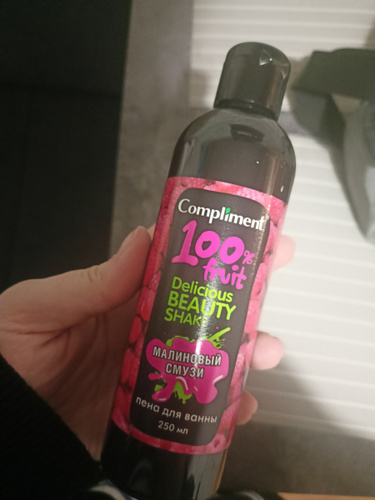 Compliment
100%
fruit
Delicious
BEAUTY
SHAKE
МАЛИНОВЫЙ
СМУЗИ
пена для ванны
250 мл